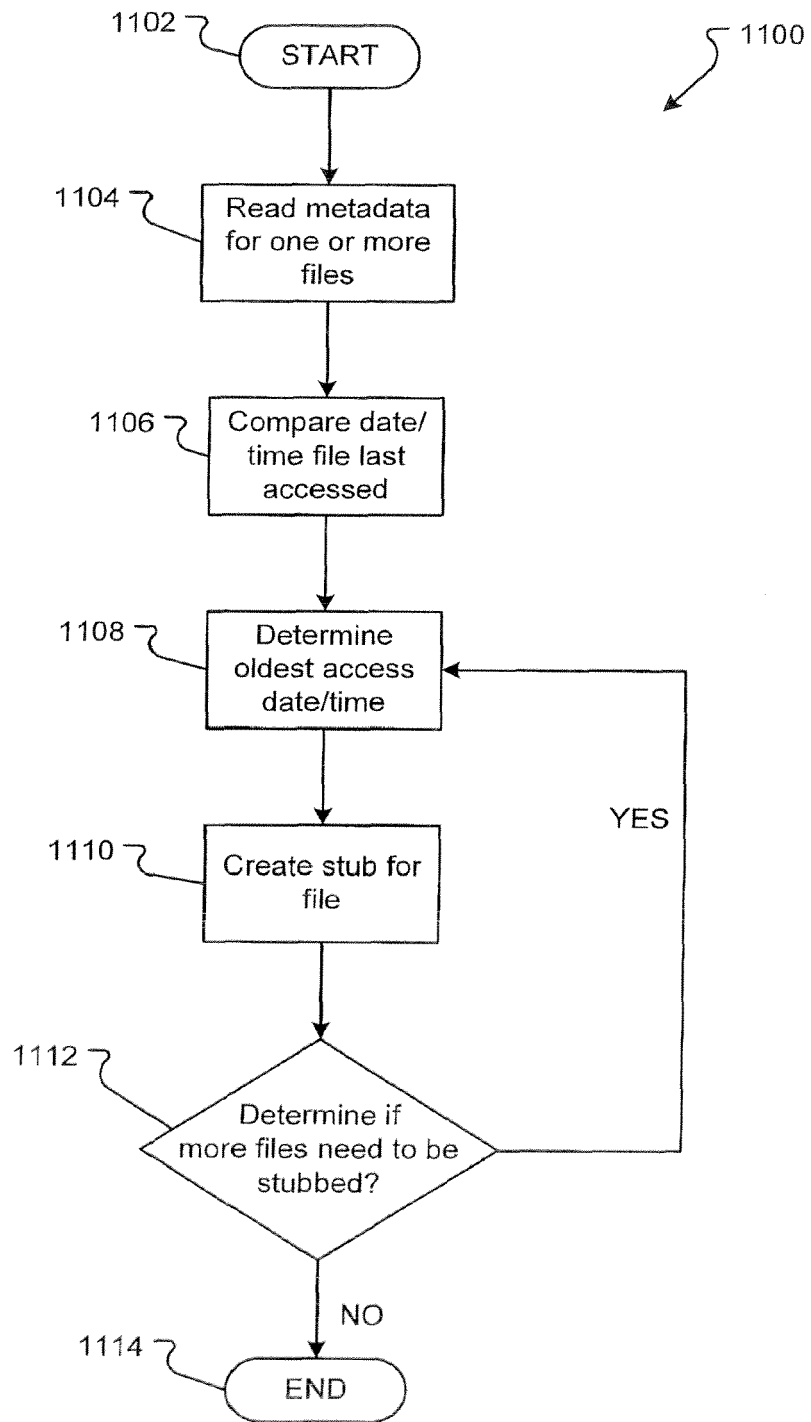 1102
START
1100
1104
Read metadata
for one or more
files
1106
Compare date/
time file last
accessed
1108
Determine
oldest access
date/time
1110
Create stub for
file
YES
1112
Determine if
more files need to be
stubbed?
NO
1114
END